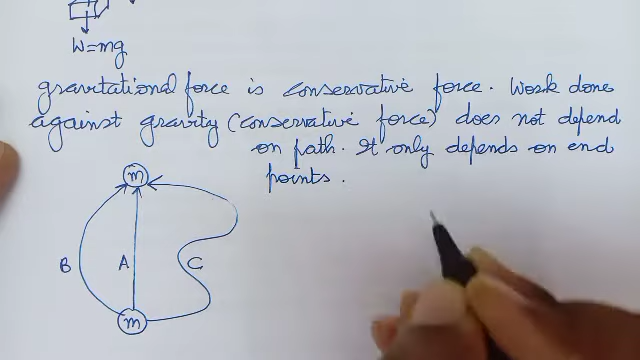 W=mg
gravitational force is conservative force. Work done
against gravity (conservative force) does not depend
on path. It only depends on end
points.
m
B A C
m